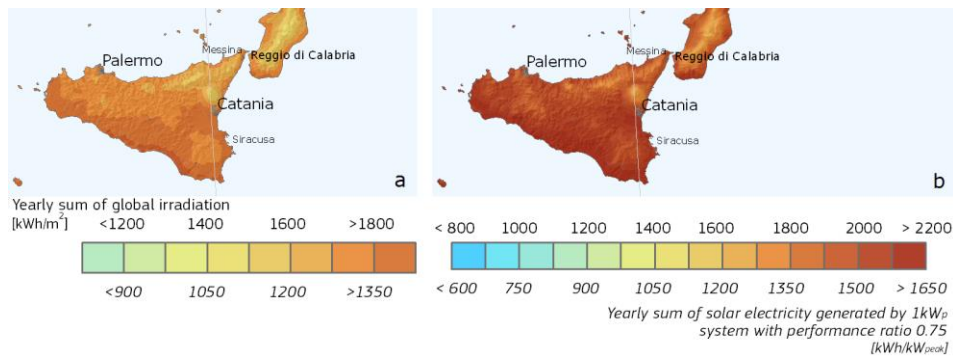 Palermo
Messina
Reggio di Calabria
Catania
Siracusa
a
Palermo
Messina
Reggio di Calabria
Catania
Siracusa
b
Yearly sum of global irradiation
[kWh/m²] <1200 1400 1600 >1800
<900 1050 1200 >1350
< 800 1000 1200 1400 1600 1800 2000 > 2200
< 600 750 900 1050 1200 1350 1500 > 1650
Yearly sum of solar electricity generated by 1kWp
system with performance ratio 0.75
[kWh/kWpeak]